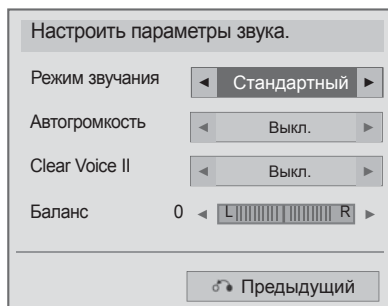 Настроить параметры звука.
Режим звучания ◄ Стандартный ►
Автогромкость ◄ Выкл. ►
Clear Voice II ◄ Выкл. ►
Баланс 0 ◄ L R ►
Предыдущий